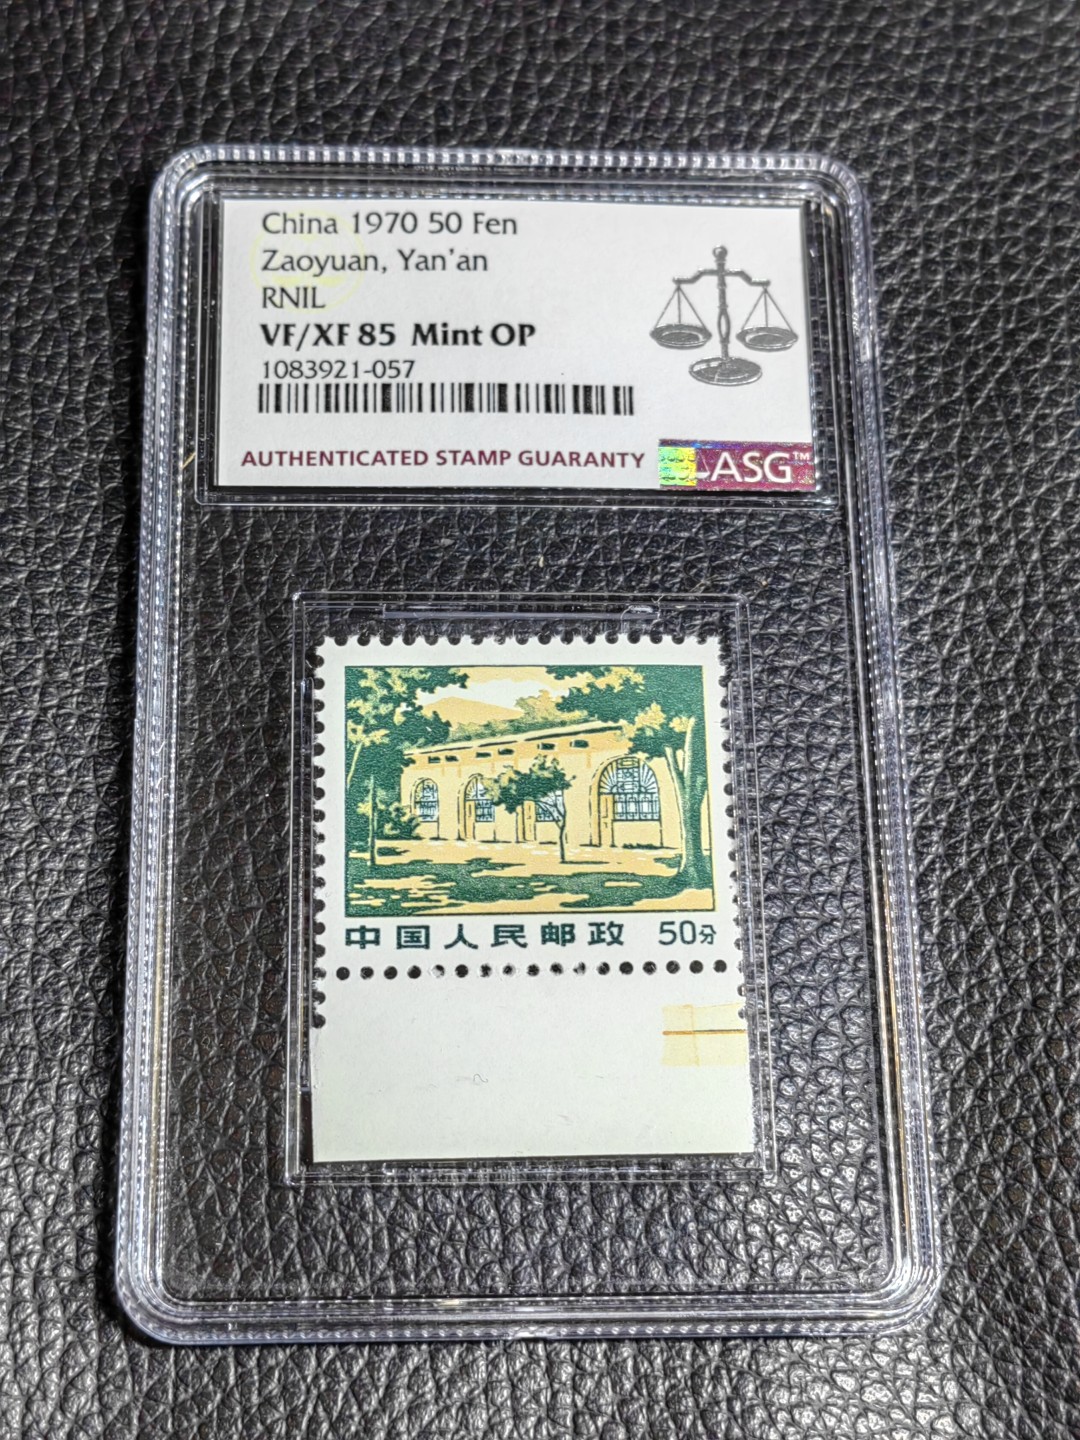 China 1970 50 Fen
Zaoyuan, Yan'an
RNIL
VF/XF 85 Mint OP
1083921-057
AUTHENTICATED STAMP GUARANTY
ASG™
中国人民邮政 50分